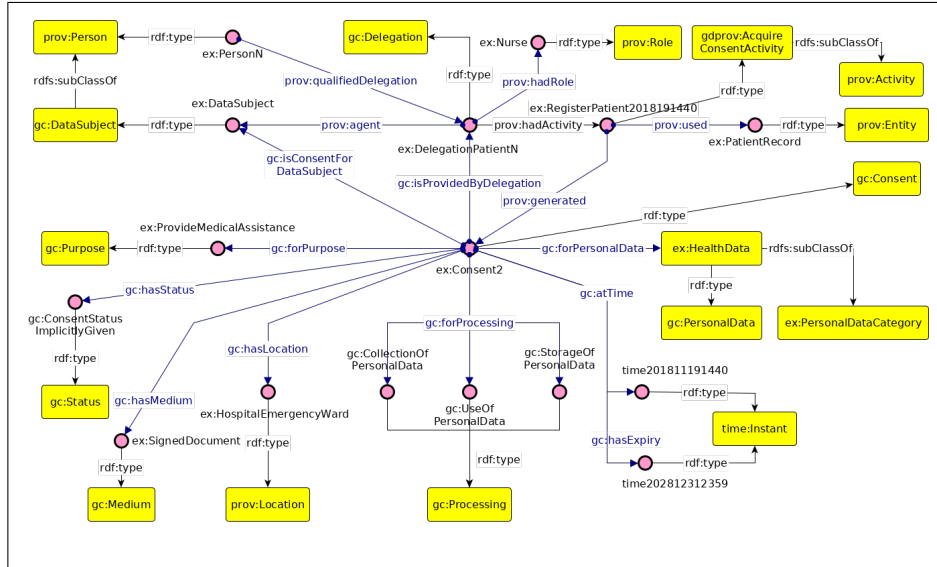 prov:Person
rdf:type
ex:PersonN
gc:Delegation
ex:Nurse
rdf:type
prov:Role
gdprov:Acquire
ConsentActivity
rdfs:subClassOf
prov:Activity
rdfs:subClassOf
prov:qualifiedDelegation
rdf:type
prov:hadRole
rdf:type
ex:DataSubject
ex:RegisterPatient2018191440
gc:DataSubject
rdf:type
prov:agent
prov:hadActivity
prov:used
rdf:type
prov:Entity
ex:DelegationPatientN
ex:PatientRecord
gc:isConsentFor
DataSubject
gc:isProvidedByDelegation
prov:generated
gc:Consent
rdf:type
ex:ProvideMedicalAssistance
gc:Purpose
rdf:type
gc:forPurpose
ex:Consent2
gc:forPersonalData
ex:HealthData
rdfs:subClassOf
gc:hasStatus
gc:atTime
rdf:type
gc:ConsentStatus
ImplicitlyGiven
gc:forProcessing
gc:PersonalData
ex:PersonalDataCategory
gc:hasLocation
gc:CollectionOf
PersonalData
gc:StorageOf
PersonalData
rdf:type
time201811191440
gc:Status
gc:hasMedium
rdf:type
ex:HospitalEmergencyWard
gc:UseOf
PersonalData
time:Instant
ex:SignedDocument
gc:hasExpiry
rdf:type
rdf:type
rdf:type
rdf:type
time202812312359
gc:Medium
prov:Location
gc:Processing